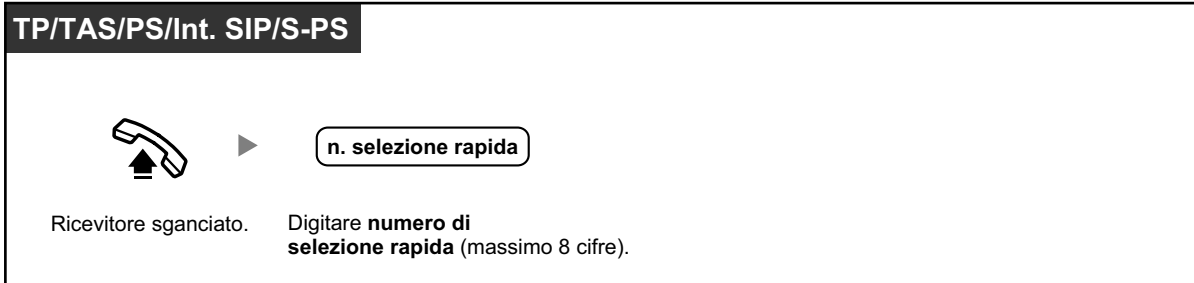 TP/TAS/PS/Int. SIP/S-PS
n. selezione rapida
Ricevitore sganciato.
Digitare numero di
selezione rapida (massimo 8 cifre).